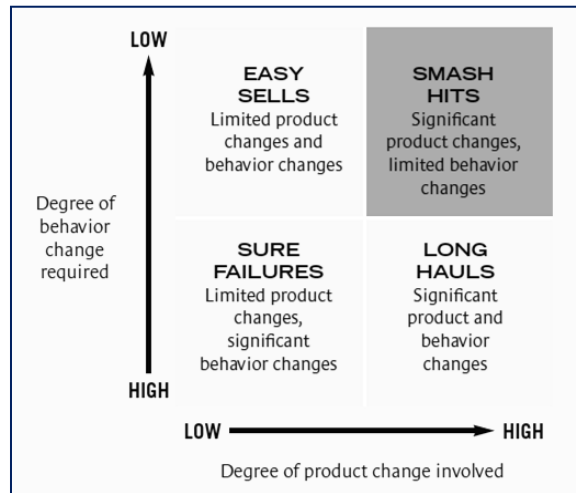 LOW
EASY
SELLS
Limited product
changes and
behavior changes
SMASH
HITS
Significant
product changes,
limited behavior
changes
Degree of
behavior
change
required
SURE
FAILURES
Limited product
changes,
significant
behavior changes
LONG
HAULS
Significant
product and
behavior
changes
HIGH
LOW
HIGH
Degree of product change involved